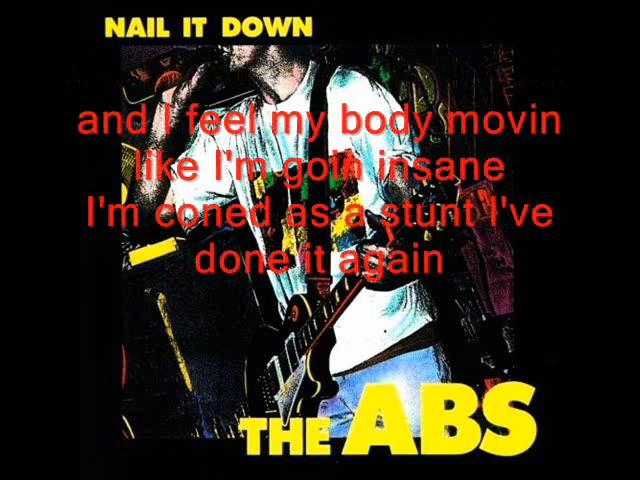 NAIL IT DOWN
and I feel my body movin
like I'm goin insane
I'm coned as a stunt I've
done it again
THE ABS